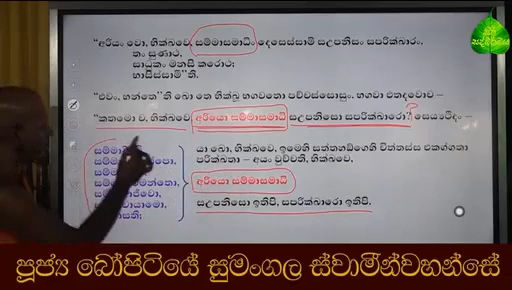 සදහම්මග
"අරියං වො, භික්ඛවෙ, සම්මාසමාධිං දෙසෙස්සාමි සඋපනිසං සපරික්ඛාරං,
තං සුණාථ,
සාධුකං මනසි කරොථ;
භාසිස්සාමී"ති.
"එවං, භන්තෙ"ති ඛො තෙ භික්ඛූ භගවතො පච්චස්සොසුං. භගවා එතදවොච –
"කතමො ච, භික්ඛවෙ, අරියො සම්මාසමාධි සඋපනිසො සපරික්ඛාරො? සෙය්‍යථිදං –
යා ඛො, භික්ඛවෙ, ඉමෙහි සත්තහඞ්ගෙහි චිත්තස්ස එකග්ගතා
පරික්ඛතා – අයං වුච්චති, භික්ඛවෙ,
අරියො සම්මාසමාධි
සඋපනිසො ඉතිපි, සපරික්ඛාරො ඉතිපි.
පූජ්‍ය බෝපිටියේ සුමංගල ස්වාමීන්වහන්සේ